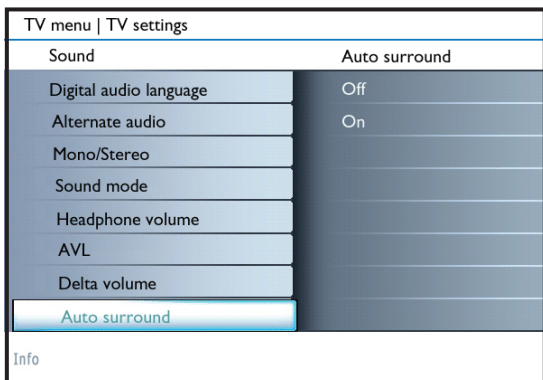 TV menu | TV settings
Sound
Auto surround
Digital audio language
Off
Alternate audio
On
Mono/Stereo
Sound mode
Headphone volume
AVL
Delta volume
Auto surround
Info